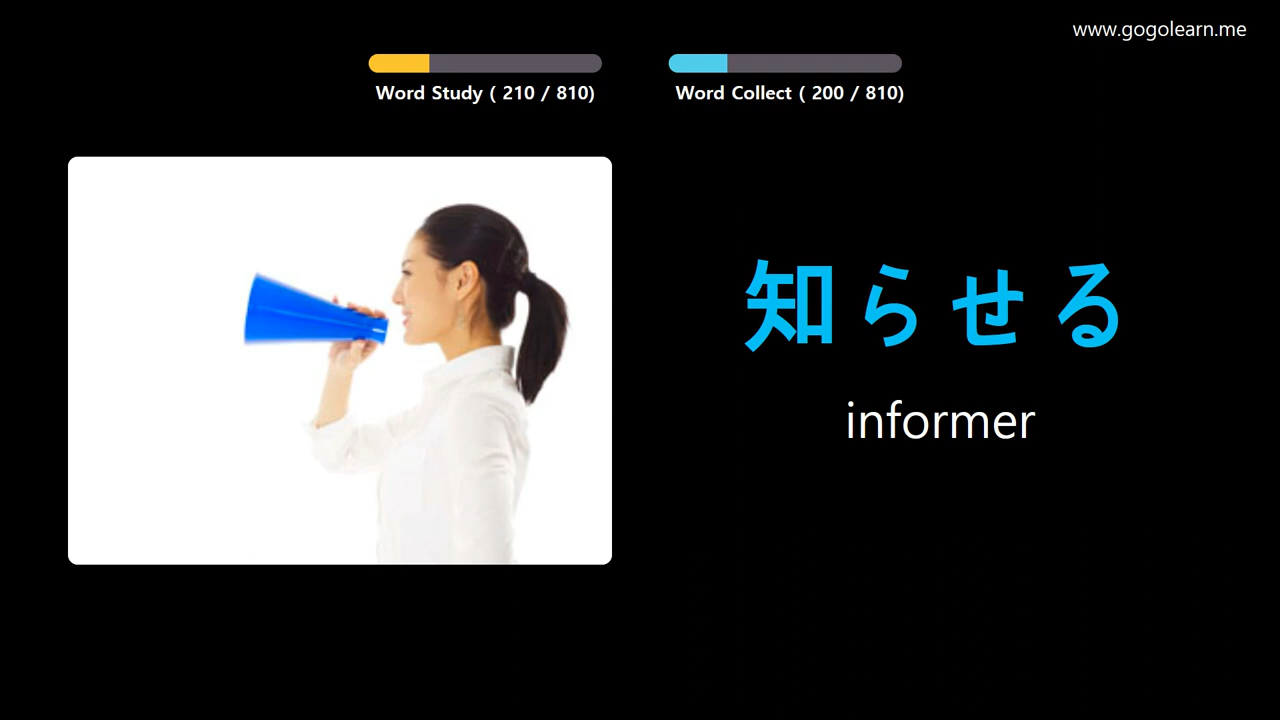 www.gogolearn.me
Word Study ( 210 / 810)
Word Collect ( 200 / 810)
知らせる
informer